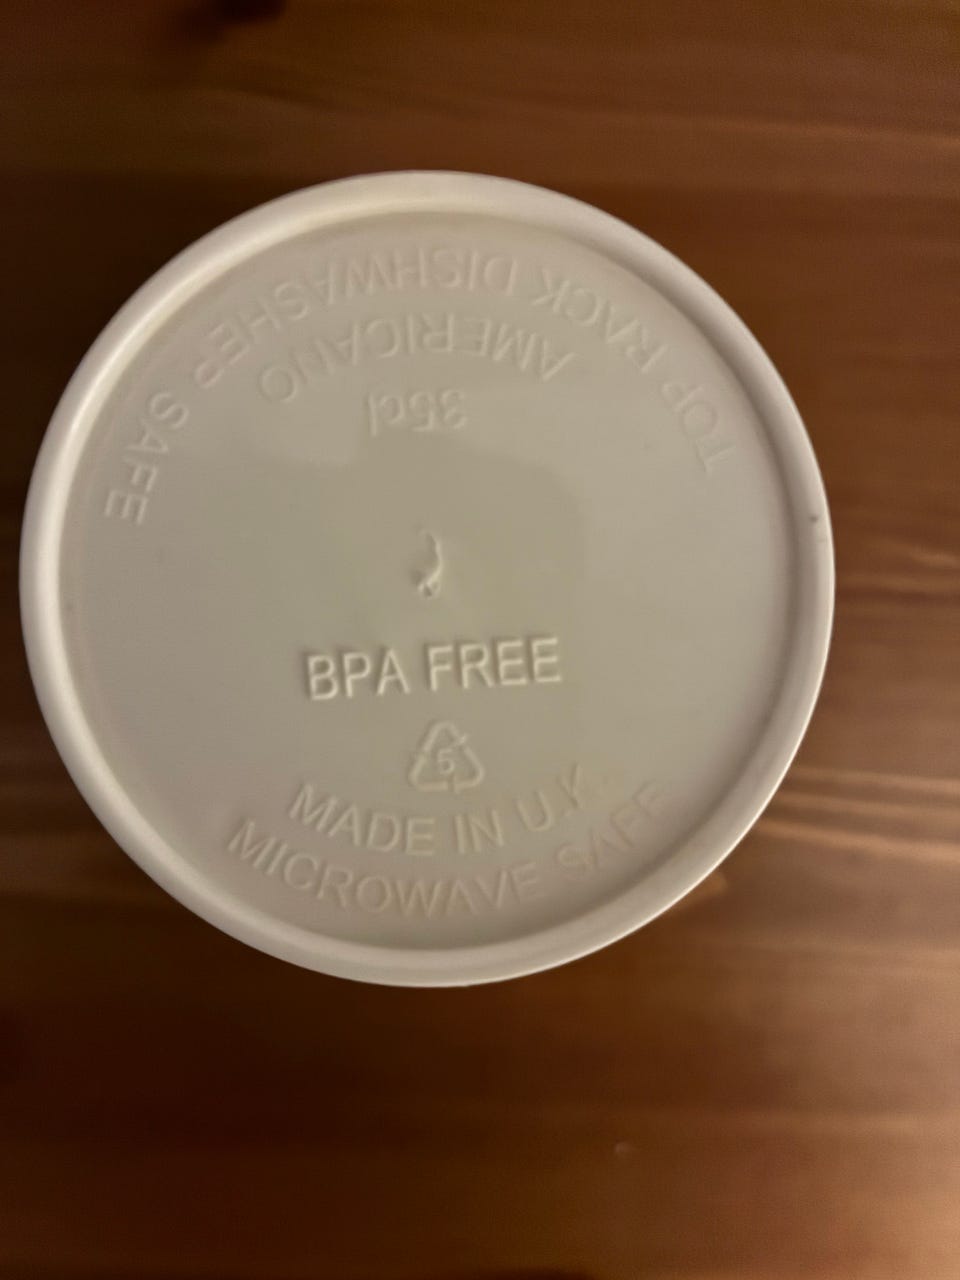 TOP RACK DISHWASHER SAFE
AMERICANO
35cl
BPA FREE
5
MADE IN U.K.
MICROWAVE SAFE